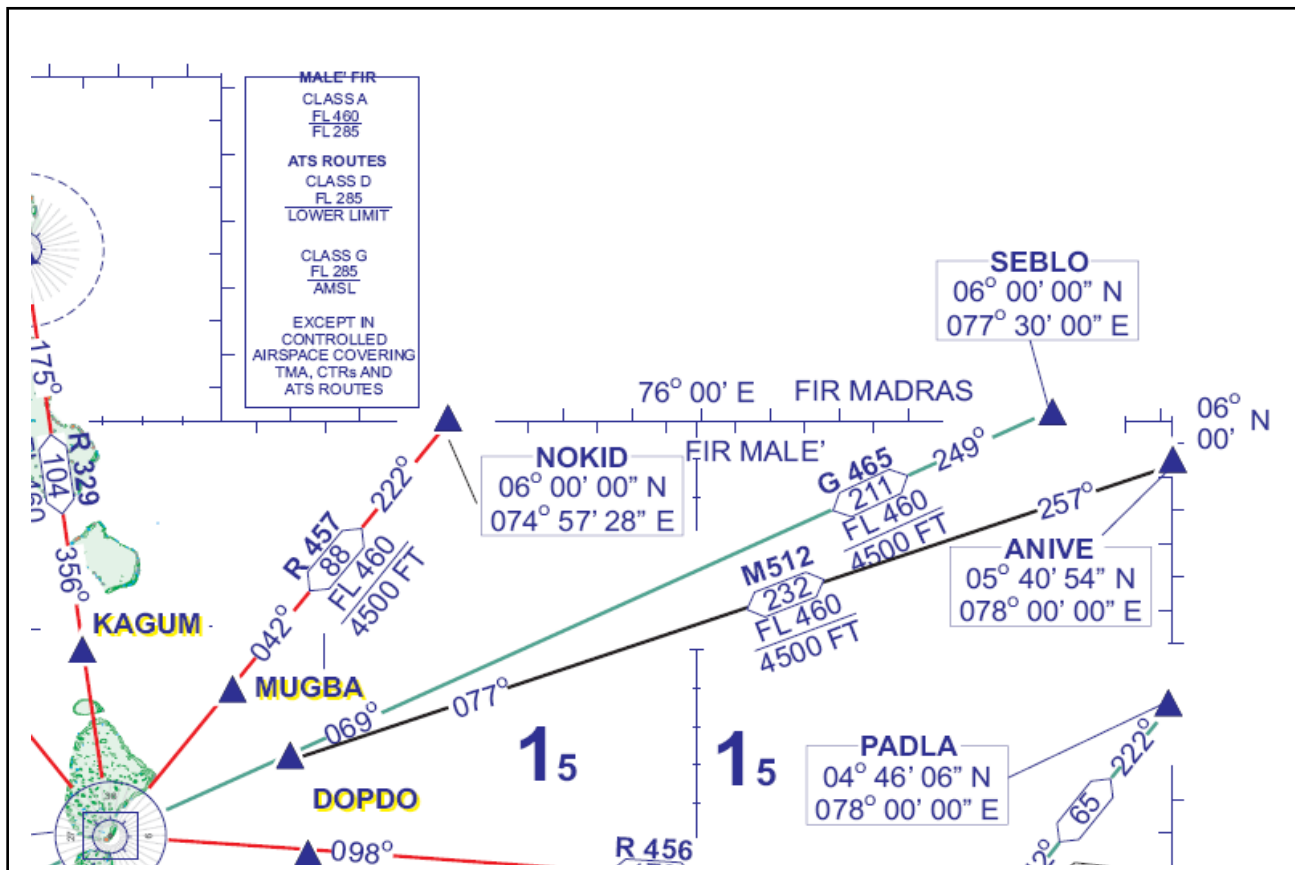 MALE' FIR
CLASS A
FL 460
FL 285
ATS ROUTES
CLASS D
FL 285
LOWER LIMIT
CLASS G
FL 285
AMSL
EXCEPT IN
CONTROLLED
AIRSPACE COVERING
TMA, CTRs AND
ATS ROUTES
SEBLO
06° 00’ 00” N
077° 30’ 00” E
76° 00’ E
FIR MADRAS
06° N
00’
FIR MALE’
NOKID
06° 00’ 00” N
074° 57’ 28” E
175°
R 329
104
356°
KAGUM
222°
R 457
88
FL 460
4500 FT
042°
MUGBA
249°
G 465
211
FL 460
4500 FT
069°
257°
M512
232
FL 460
4500 FT
077°
ANIVE
05° 40’ 54” N
078° 00’ 00” E
DOPDO
15
15
PADLA
04° 46’ 06” N
078° 00’ 00” E
222°
65
098°
R 456
36
27
9